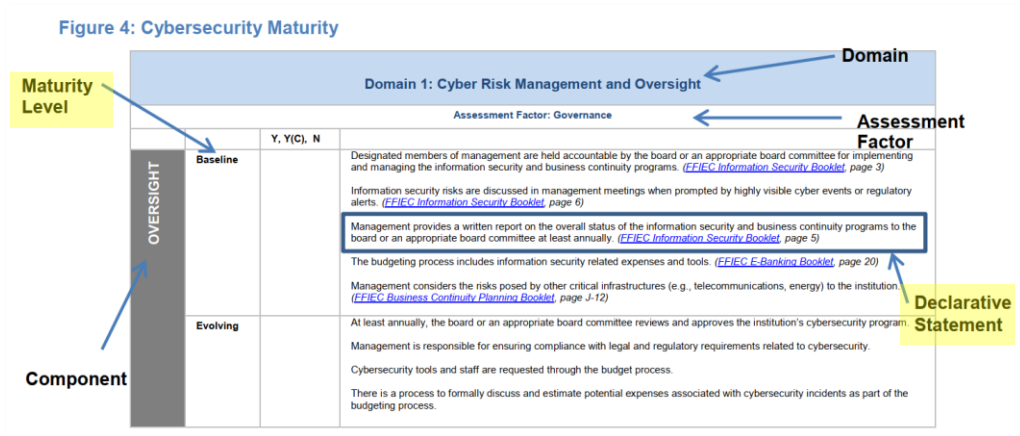 Figure 4: Cybersecurity Maturity
Domain
Maturity
Level
Domain 1: Cyber Risk Management and Oversight
Assessment Factor: Governance
Assessment
Factor
Y, Y(C), N
OVERSIGHT
Baseline
Designated members of management are held accountable by the board or an appropriate board committee for implementing
and managing the information security and business continuity programs. (FFIEC Information Security Booklet, page 3)
Information security risks are discussed in management meetings when prompted by highly visible cyber events or regulatory
alerts. (FFIEC Information Security Booklet, page 6)
Management provides a written report on the overall status of the information security and business continuity programs to the
board or an appropriate board committee at least annually. (FFIEC Information Security Booklet, page 5)
The budgeting process includes information security related expenses and tools. (FFIEC E-Banking Booklet, page 20)
Management considers the risks posed by other critical infrastructures (e.g., telecommunications, energy) to the institution.
(FFIEC Business Continuity Planning Booklet, page J-12)
Declarative
Statement
Evolving
At least annually, the board or an appropriate board committee reviews and approves the institution's cybersecurity program.
Management is responsible for ensuring compliance with legal and regulatory requirements related to cybersecurity.
Cybersecurity tools and staff are requested through the budget process.
There is a process to formally discuss and estimate potential expenses associated with cybersecurity incidents as part of the
budgeting process.
Component